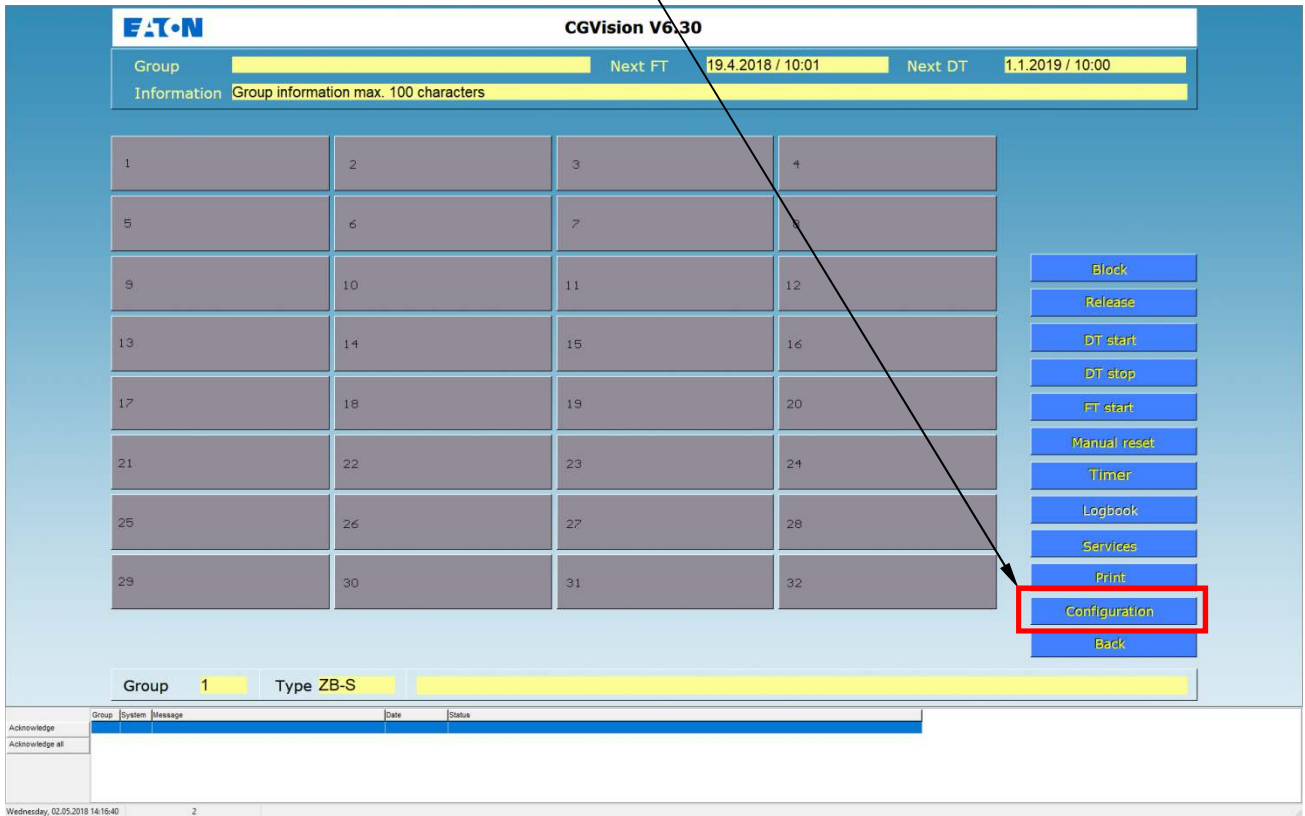 EATON CGVision V6.30
Group Next FT 19.4.2018 / 10:01 Next DT 1.1.2019 / 10:00
Information Group information max. 100 characters
1 2 3 4
5 6 7 8
9 10 11 12
13 14 15 16
17 18 19 20
21 22 23 24
25 26 27 28
29 30 31 32
Block
Release
DT start
DT stop
FT start
Manual reset
Timer
Logbook
Services
Print
Configuration
Back
Group 1 Type ZB-S
Group System Message Date Status
Acknowledge
Acknowledge all
Wednesday, 02.05.2018 14:16:40 2